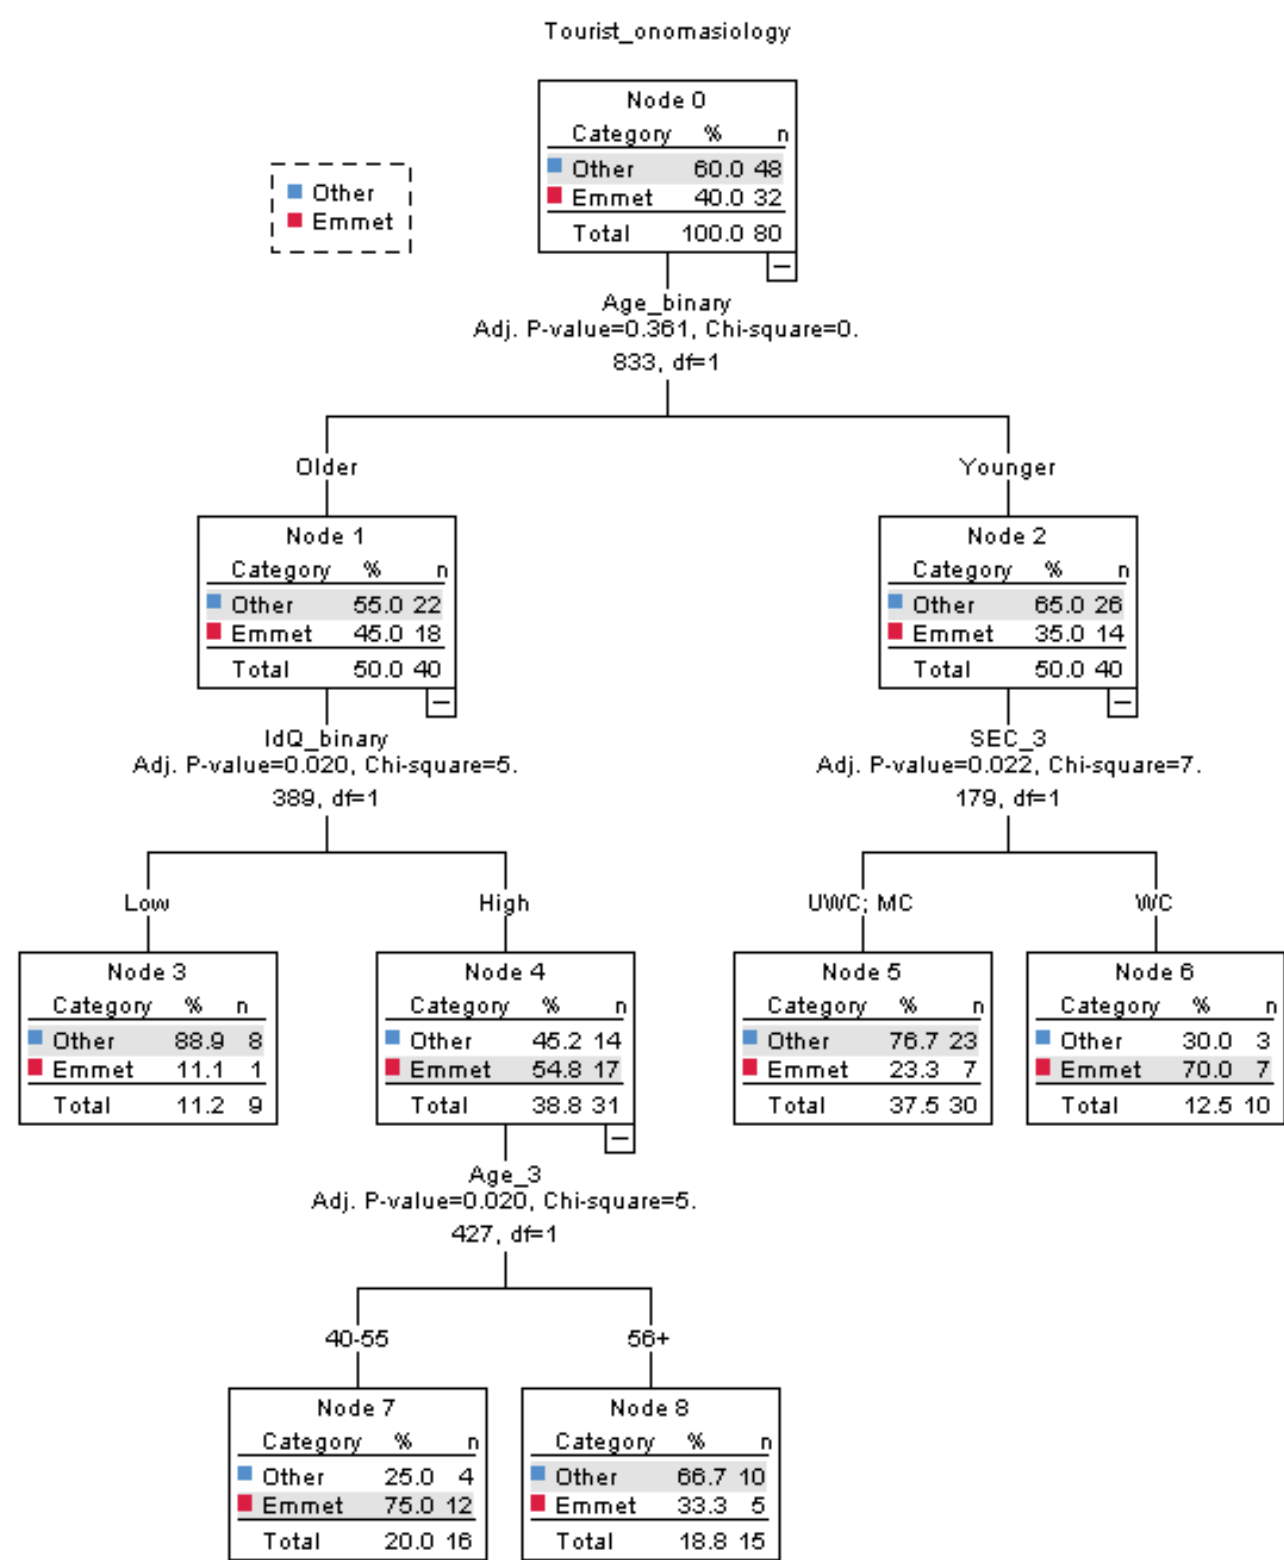 Tourist_onomasiology
Node 0
Category % n
Other 60.0 48
Emmet 40.0 32
Total 100.0 80
Other
Emmet
Age_binary
Adj. P-value=0.361, Chi-square=0.
833, df=1
Older
Younger
Node 1
Category % n
Other 55.0 22
Emmet 45.0 18
Total 50.0 40
Node 2
Category % n
Other 65.0 26
Emmet 35.0 14
Total 50.0 40
IdQ_binary
Adj. P-value=0.020, Chi-square=5.
389, df=1
SEC_3
Adj. P-value=0.022, Chi-square=7.
179, df=1
Low
High
UWC; MC
WC
Node 3
Category % n
Other 88.9 8
Emmet 11.1 1
Total 11.2 9
Node 4
Category % n
Other 45.2 14
Emmet 54.8 17
Total 38.8 31
Node 5
Category % n
Other 76.7 23
Emmet 23.3 7
Total 37.5 30
Node 6
Category % n
Other 30.0 3
Emmet 70.0 7
Total 12.5 10
Age_3
Adj. P-value=0.020, Chi-square=5.
427, df=1
40-55
56+
Node 7
Category % n
Other 25.0 4
Emmet 75.0 12
Total 20.0 16
Node 8
Category % n
Other 66.7 10
Emmet 33.3 5
Total 18.8 15